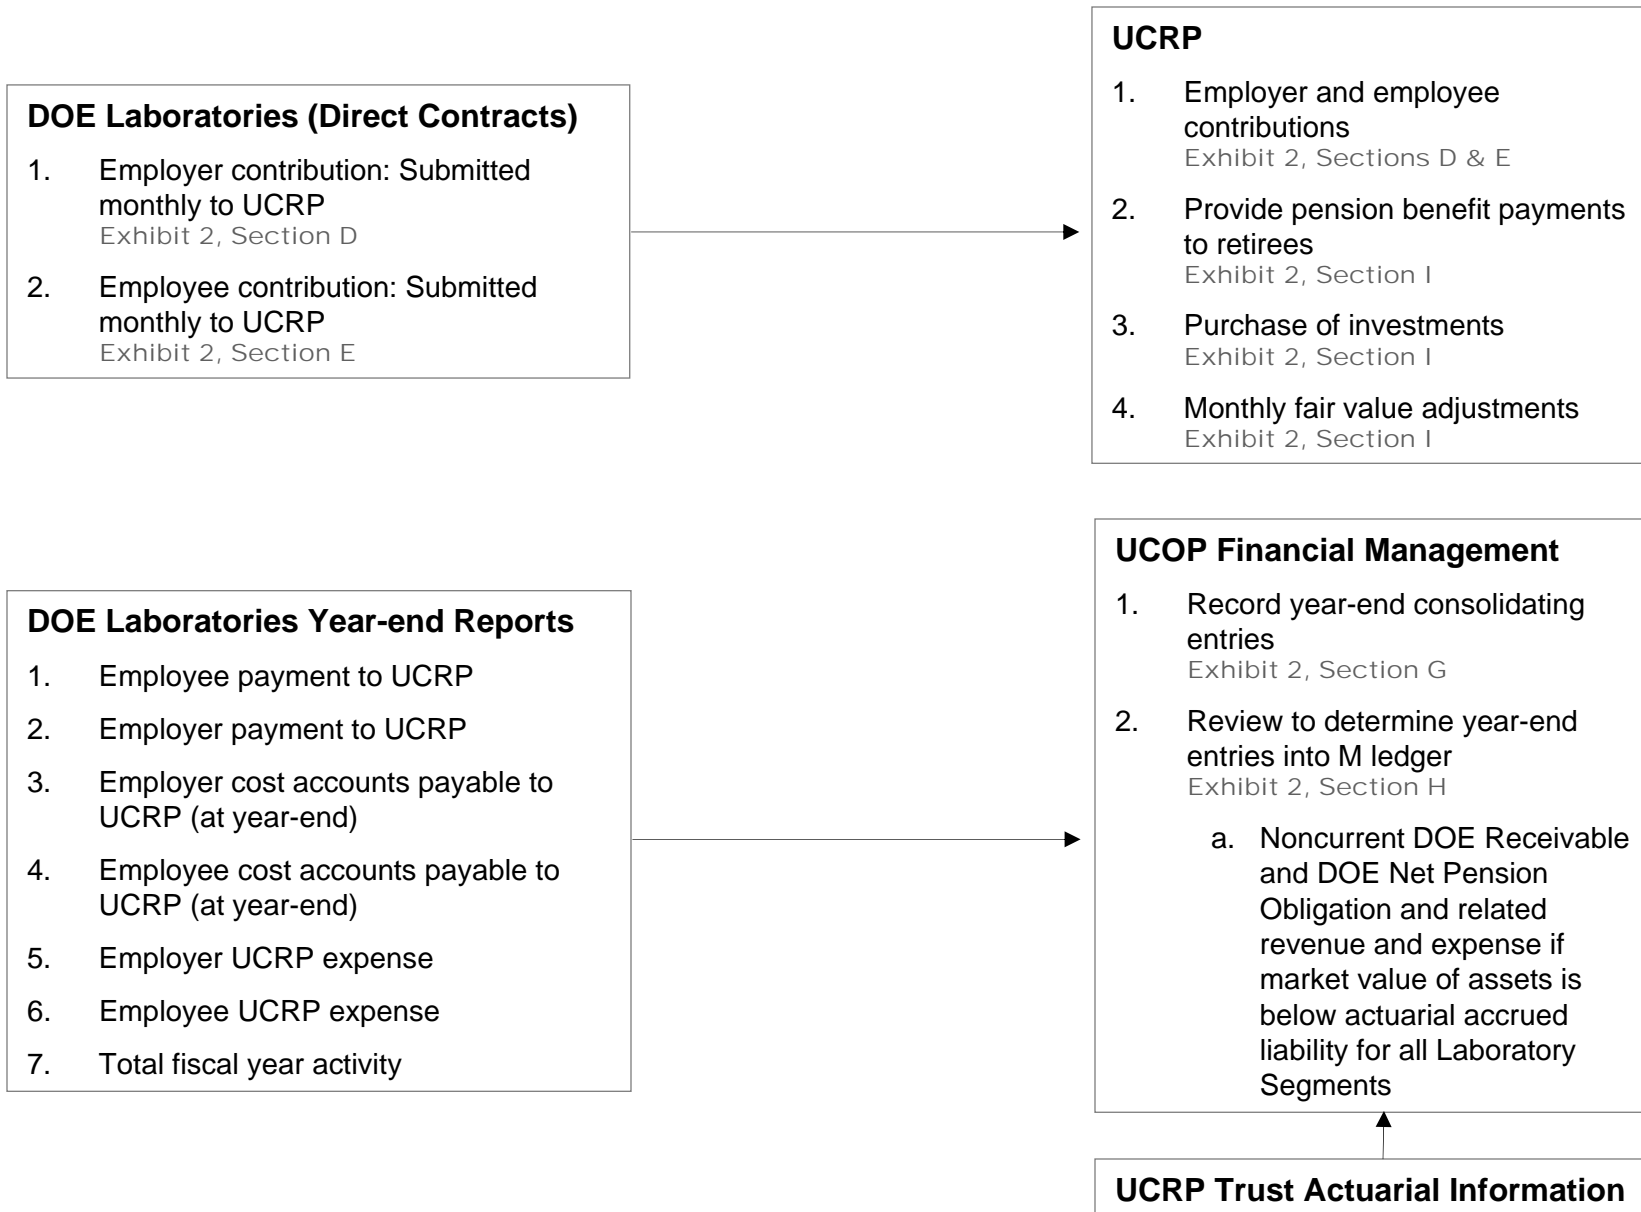 DOE Laboratories (Direct Contracts)
1. Employer contribution: Submitted
monthly to UCRP
Exhibit 2, Section D
2. Employee contribution: Submitted
monthly to UCRP
Exhibit 2, Section E
UCRP
1. Employer and employee
contributions
Exhibit 2, Sections D & E
2. Provide pension benefit payments
to retirees
Exhibit 2, Section I
3. Purchase of investments
Exhibit 2, Section I
4. Monthly fair value adjustments
Exhibit 2, Section I
DOE Laboratories Year-end Reports
1. Employee payment to UCRP
2. Employer payment to UCRP
3. Employer cost accounts payable to
UCRP (at year-end)
4. Employee cost accounts payable to
UCRP (at year-end)
5. Employer UCRP expense
6. Employee UCRP expense
7. Total fiscal year activity
UCOP Financial Management
1. Record year-end consolidating
entries
Exhibit 2, Section G
2. Review to determine year-end
entries into M ledger
Exhibit 2, Section H
a. Noncurrent DOE Receivable
and DOE Net Pension
Obligation and related
revenue and expense if
market value of assets is
below actuarial accrued
liability for all Laboratory
Segments
UCRP Trust Actuarial Information